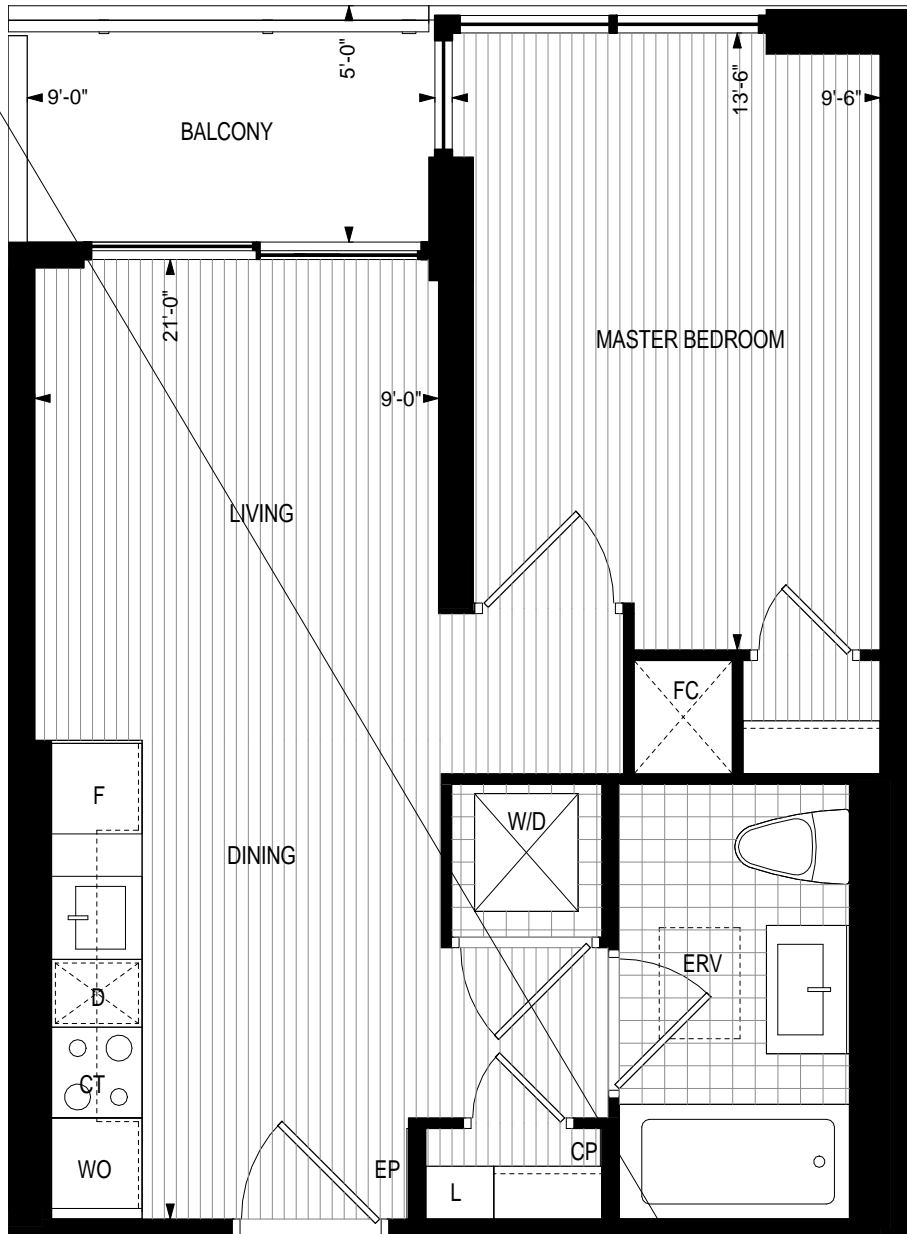 5'-0"
13'-6"
9'-0"
9'-6"
BALCONY
21'-0"
MASTER BEDROOM
9'-0"
LIVING
FC
F
W/D
DINING
ERV
D
CT
CP
WO
EP
L